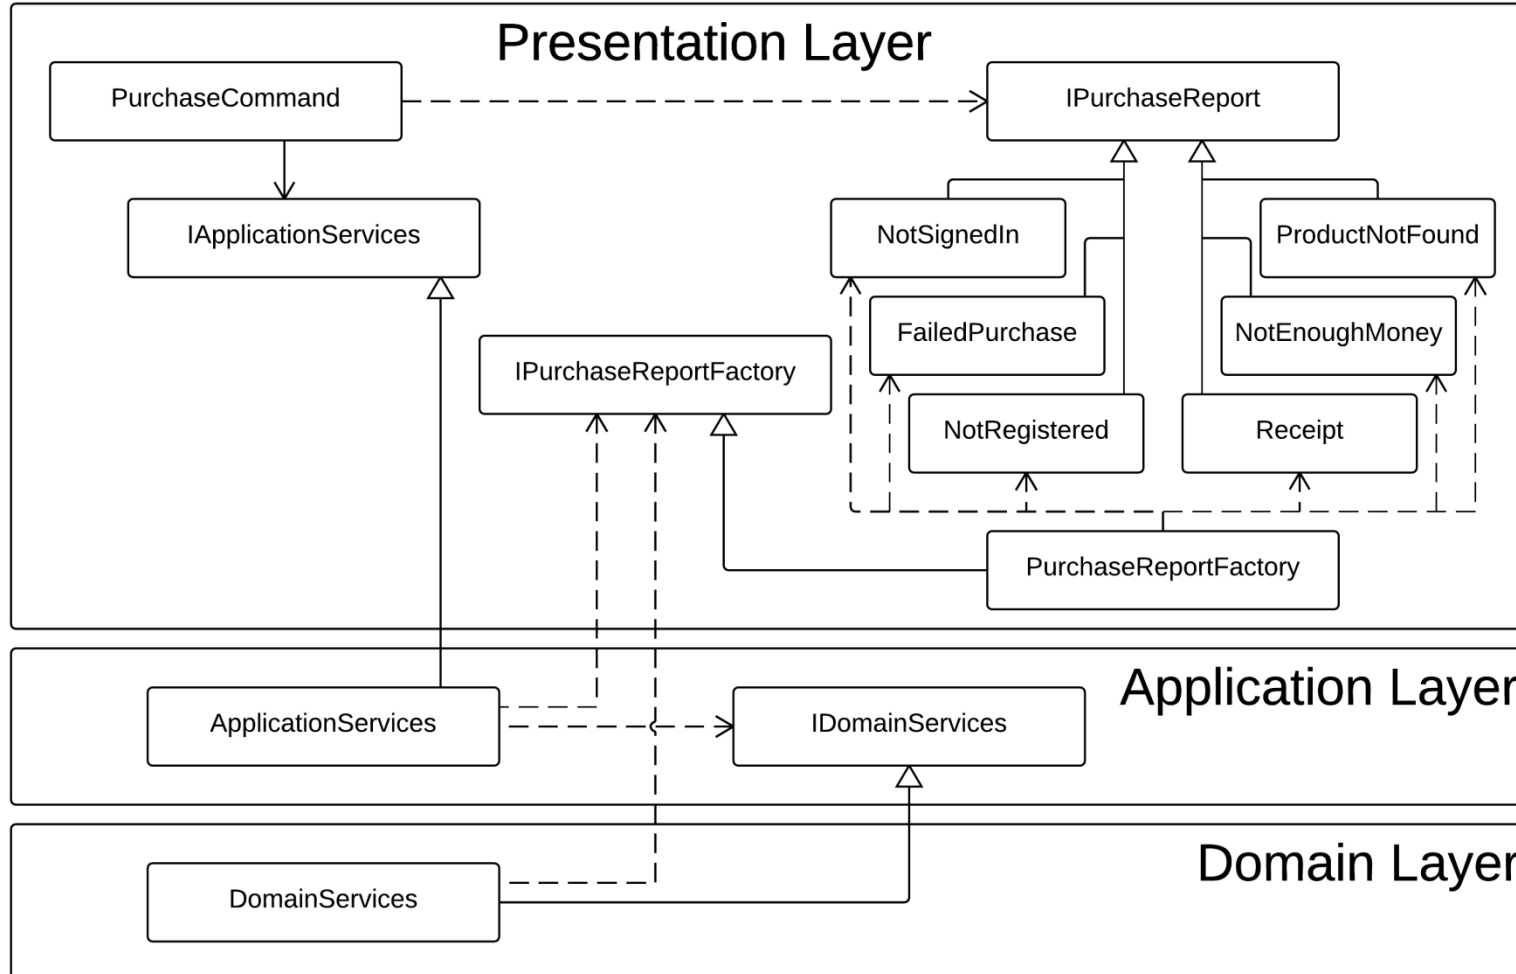 Presentation Layer
PurchaseCommand
IPurchaseReport
IApplicationServices
NotSignedIn
ProductNotFound
FailedPurchase
NotEnoughMoney
IPurchaseReportFactory
NotRegistered
Receipt
PurchaseReportFactory
Application Layer
ApplicationServices
IDomainServices
Domain Layer
DomainServices